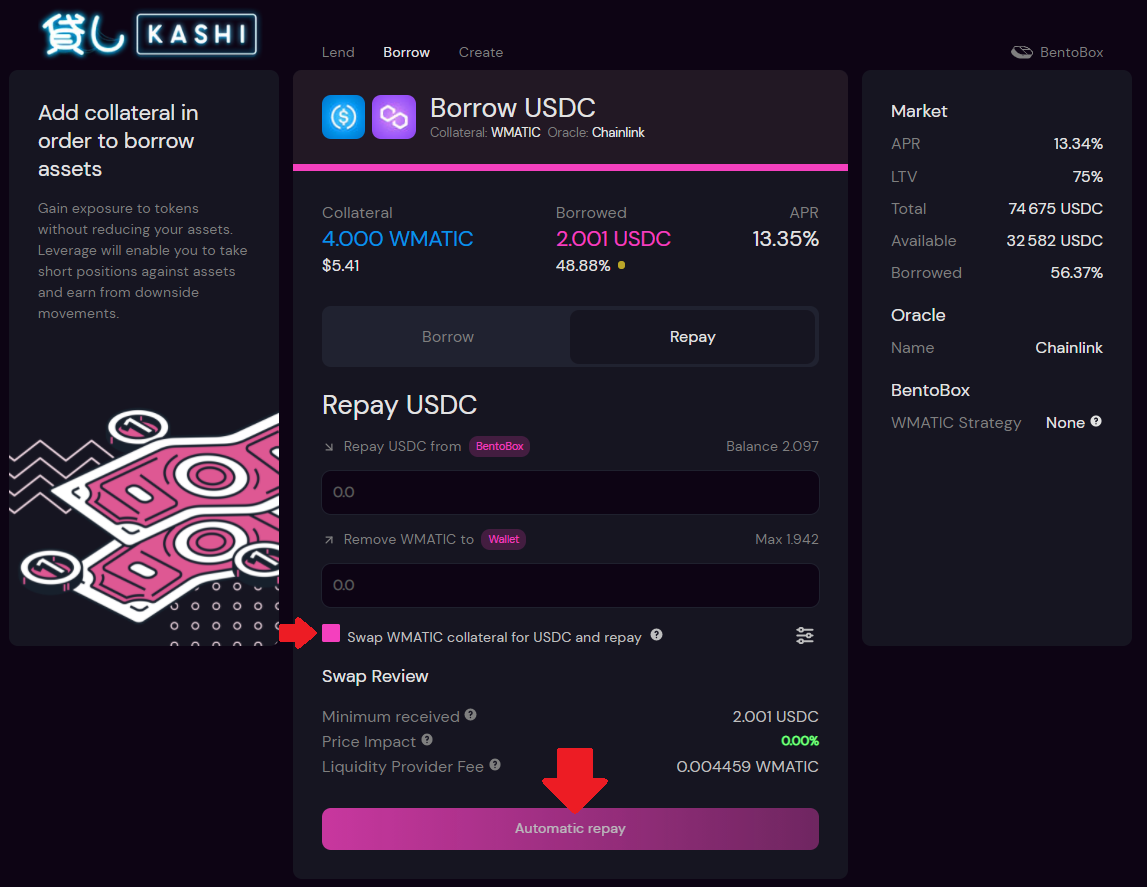 貸し KASHI
Lend Borrow Create
BentoBox
Add collateral in
order to borrow
assets
Gain exposure to tokens
without reducing your assets.
Leverage will enable you to take
short positions against assets
and earn from downside
movements.
Borrow USDC
Collateral: WMATIC Oracle: Chainlink
Collateral Borrowed APR
4.000 WMATIC 2.001 USDC 13.35%
$5.41 48.88%
Borrow Repay
Repay USDC
Repay USDC from BentoBox Balance 2.097
0.0
Remove WMATIC to Wallet Max 1.942
0.0
Swap WMATIC collateral for USDC and repay ?
Swap Review
Minimum received ? 2.001 USDC
Price Impact ? 0.00%
Liquidity Provider Fee ? 0.004459 WMATIC
Automatic repay
Market
APR 13.34%
LTV 75%
Total 74 675 USDC
Available 32 582 USDC
Borrowed 56.37%
Oracle
Name Chainlink
BentoBox
WMATIC Strategy None ?